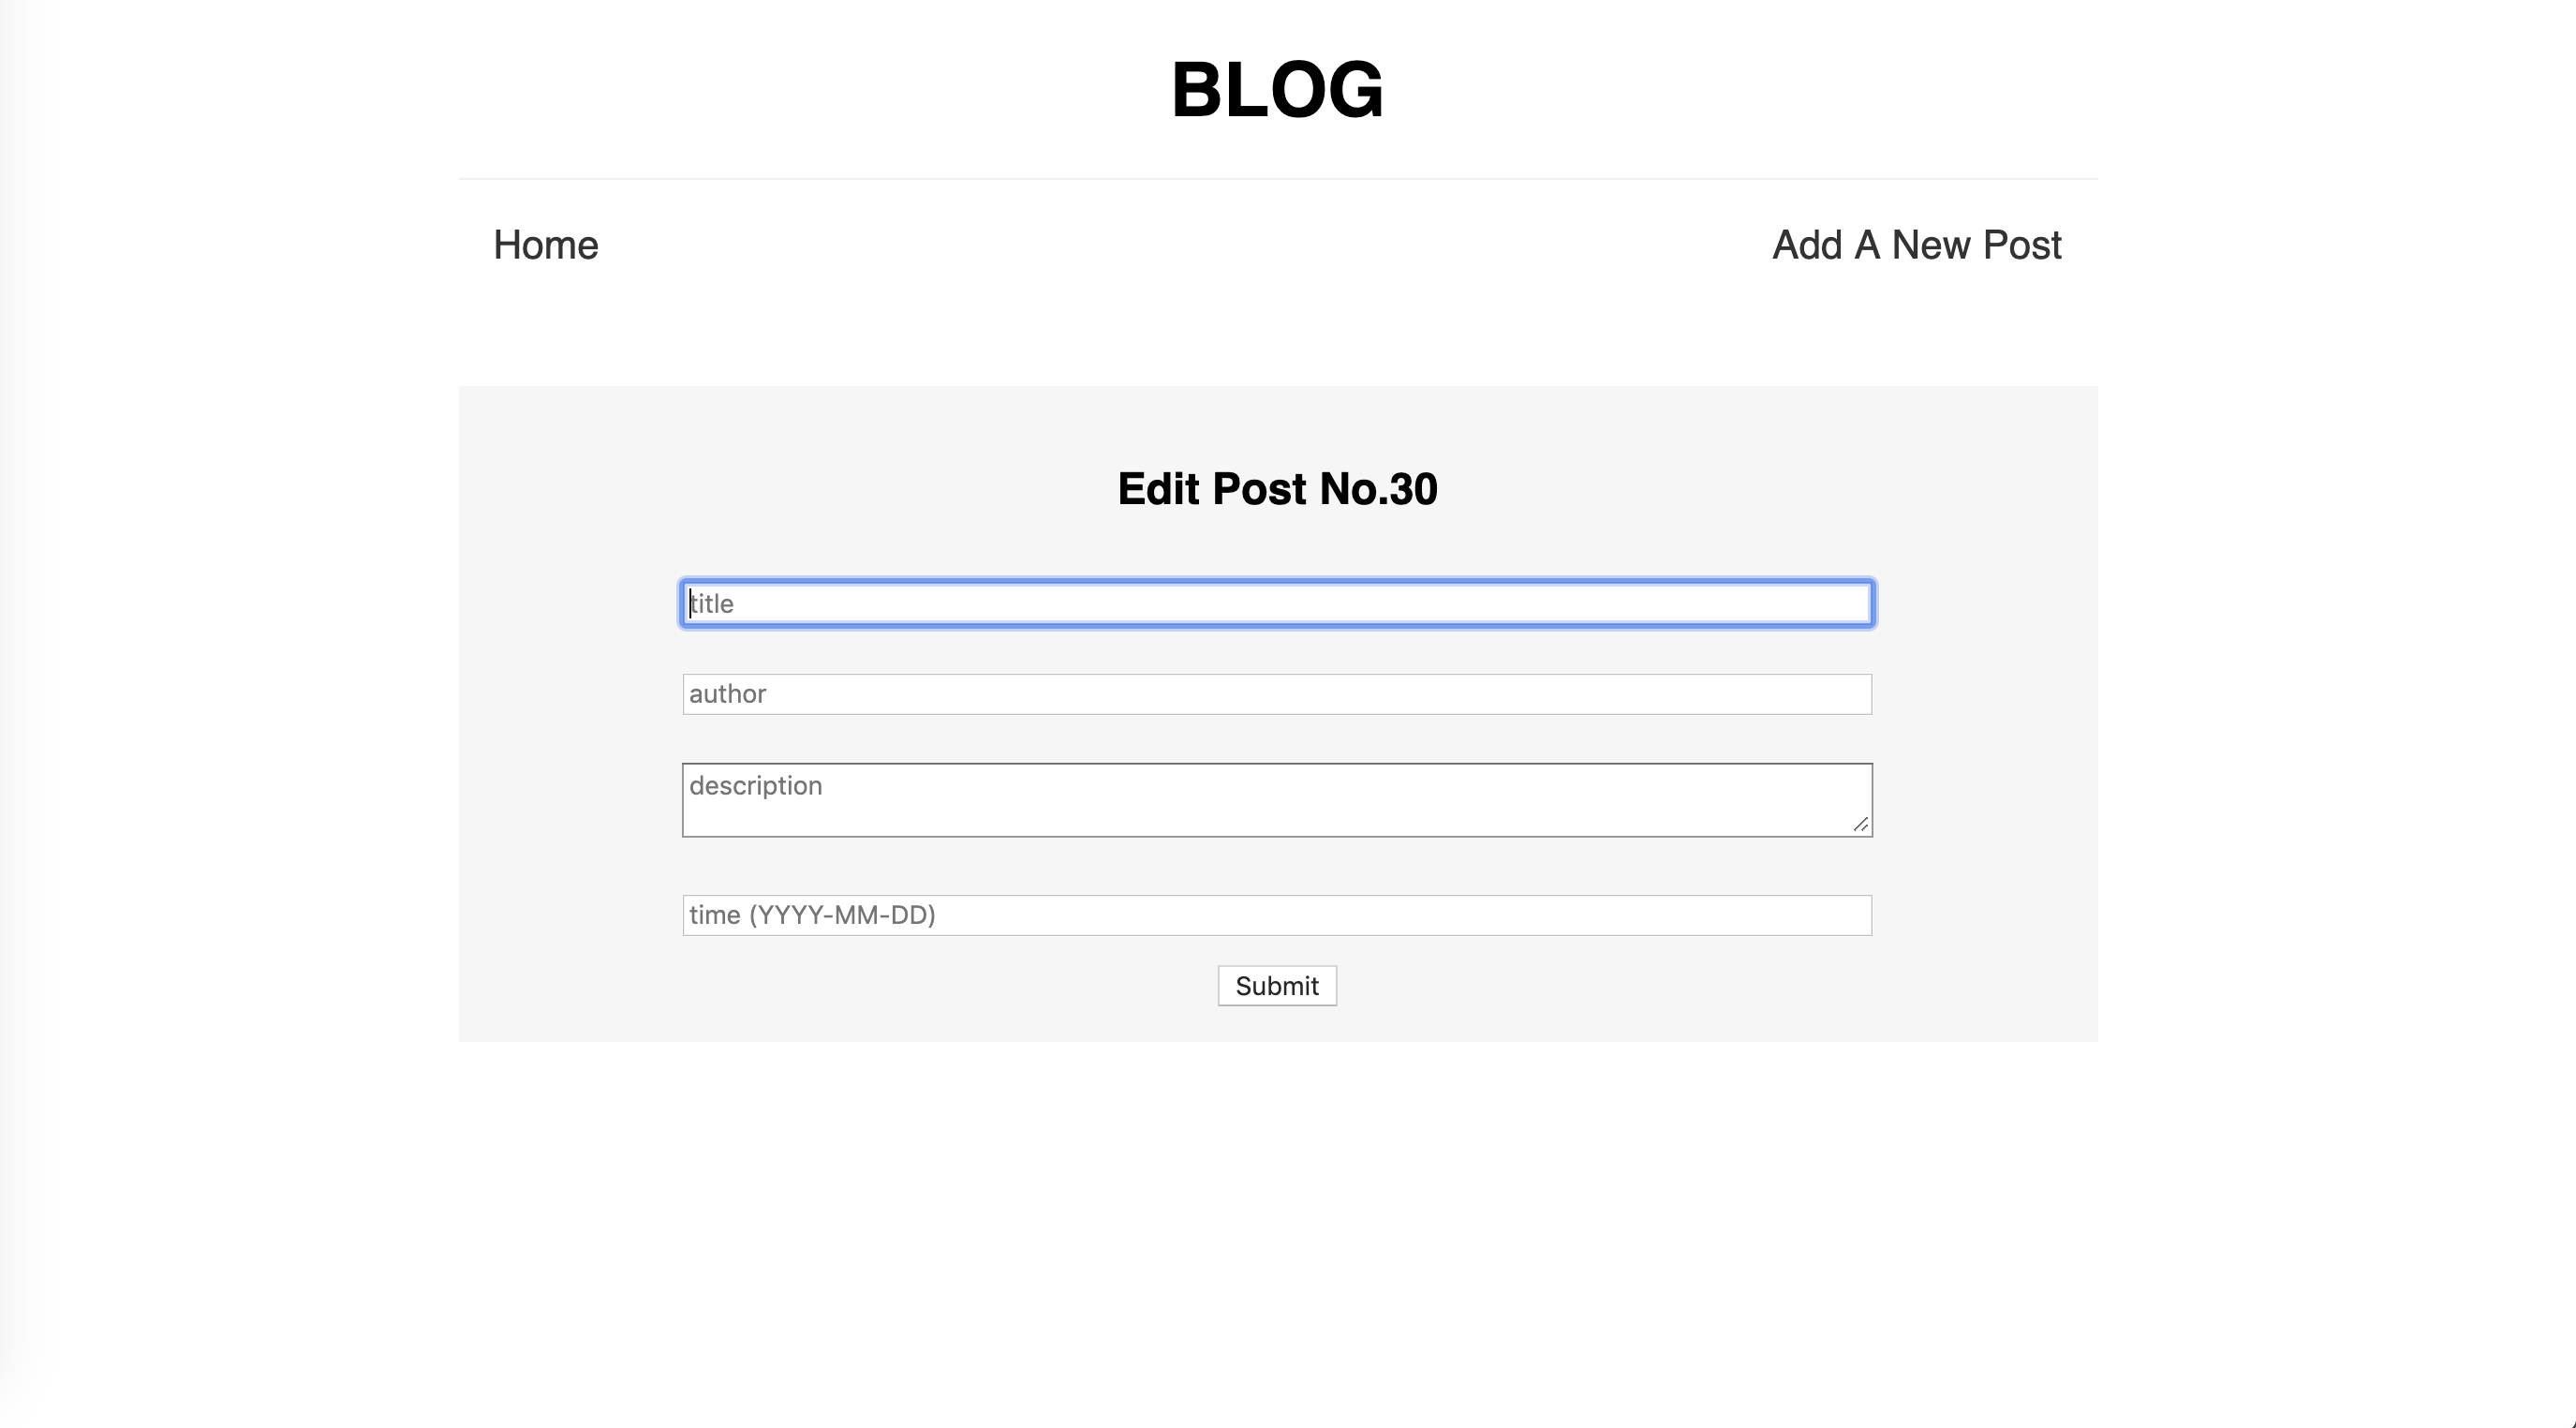 BLOG
Home
Add A New Post
Edit Post No.30
title
author
description
time (YYYY-MM-DD)
Submit